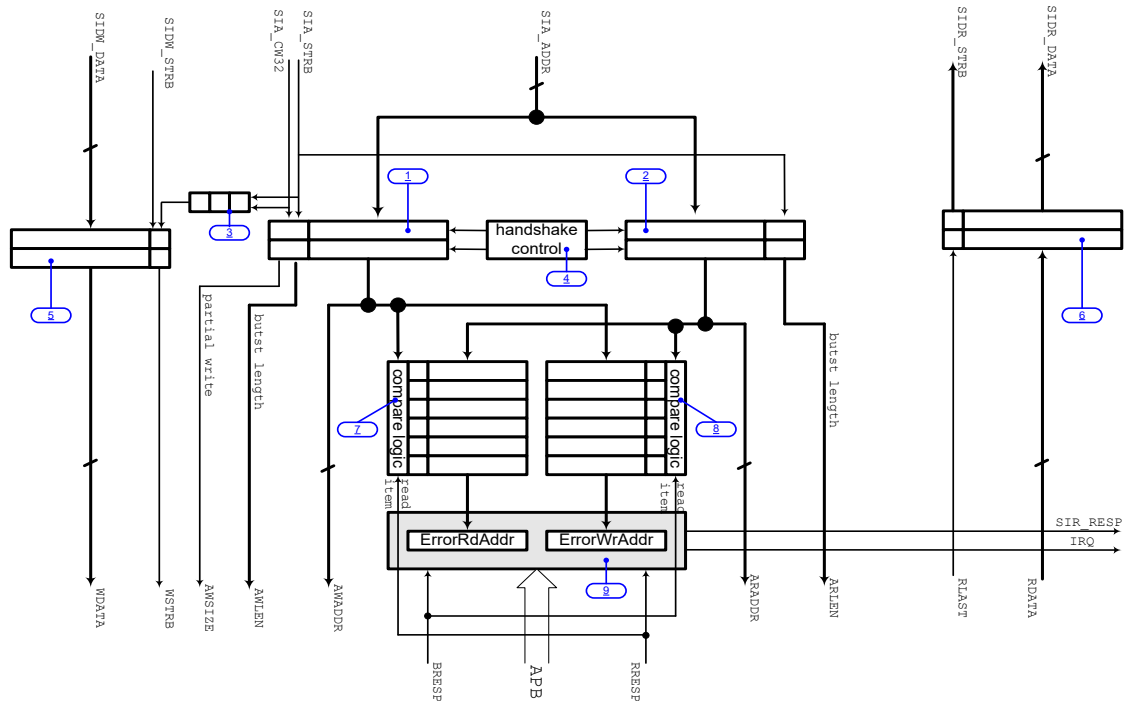 SIDW_DATA
SIDW_STRB
SIA_CW32
SIA_STRB
SIA_ADDR
SIDR_STRB
SIDR_DATA
1
2
3
handshake
control
4
5
6
partial write
butst length
butst length
compare logic
compare logic
7
8
read
item
read
item
ErrorRdAddr
ErrorWrAddr
9
SIR_RESP
IRQ
WDATA
WSTRB
AWSIZE
AWLEN
AWADDR
ARADDR
ARLEN
RLAST
RDATA
BRESP
APB
RRESP